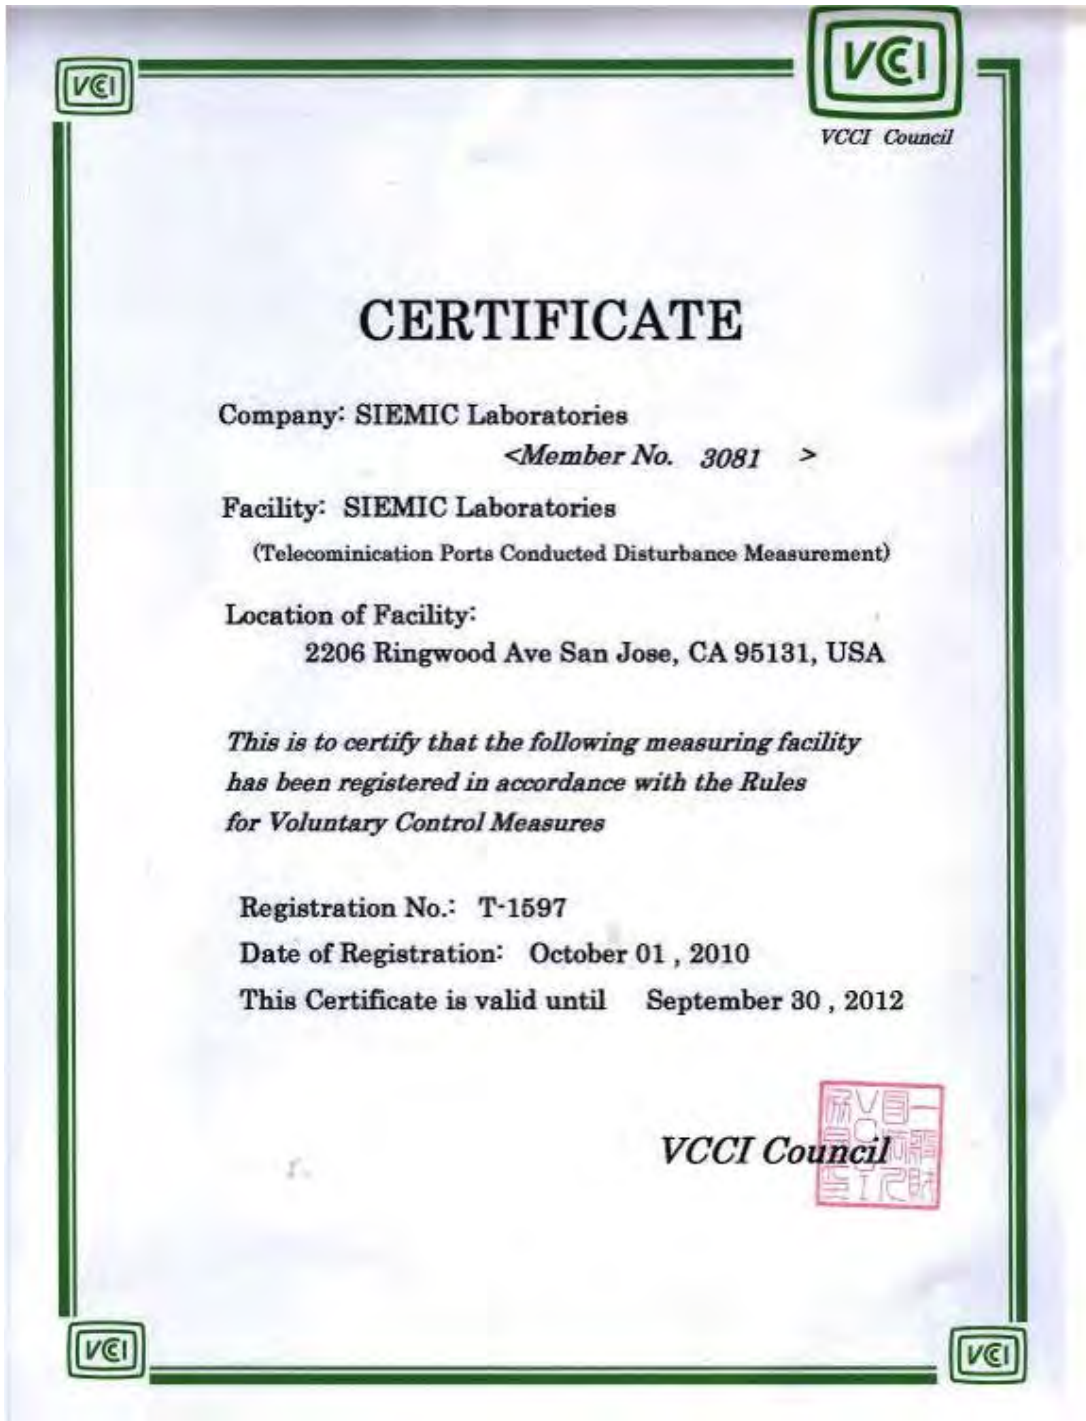 VCCI
VCCI
VCCI Council
CERTIFICATE
Company: SIEMIC Laboratories
<Member No. 3081 >
Facility: SIEMIC Laboratories
(Telecominication Ports Conducted Disturbance Measurement)
Location of Facility:
2206 Ringwood Ave San Jose, CA 95131, USA
This is to certify that the following measuring facility
has been registered in accordance with the Rules
for Voluntary Control Measures
Registration No.: T-1597
Date of Registration: October 01 , 2010
This Certificate is valid until September 30 , 2012
VCCI Council
VCCI
VCCI